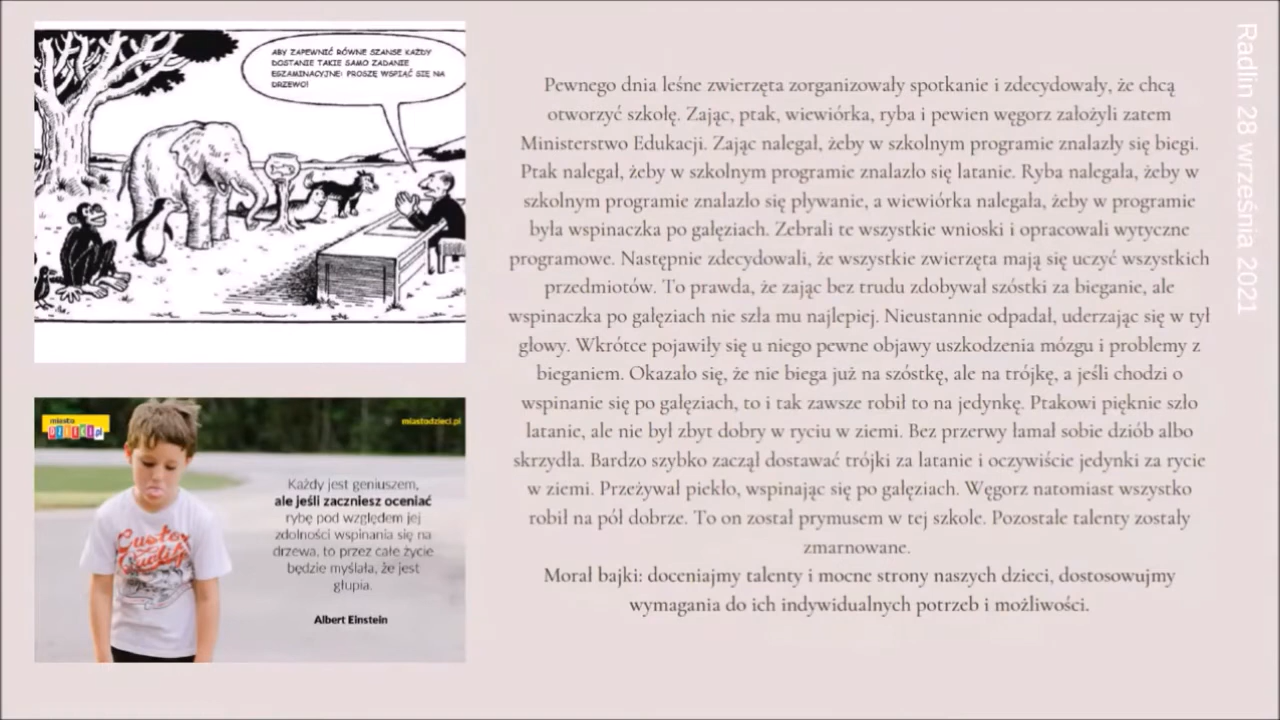 ABY ZAPEWNIĆ RÓWNE SZANSE KAŻDY
DOSTANIE TAKIE SAMO ZADANIE
EGZAMINACYJNE: PROSZĘ WSPIĄĆ SIĘ NA
DRZEWO!
miasta
DZIECI.pl
miastadzieci.pl
Każdy jest geniuszem,
ale jeśli zaczniesz oceniać
rybę pod względem jej
zdolności wspinania się na
drzewa, to przez całe życie
będzie myślała, że jest
głupia.
Albert Einstein
Pewnego dnia leśne zwierzęta zorganizowały spotkanie i zdecydowały, że chcą
otworzyć szkołę. Zając, ptak, wiewiórka, ryba i pewien węgorz założyli zatem
Ministerstwo Edukacji. Zając nalegał, żeby w szkolnym programie znalazły się biegi.
Ptak nalegał, żeby w szkolnym programie znalazło się latanie. Ryba nalegała, żeby w
szkolnym programie znalazło się pływanie, a wiewiórka nalegała, żeby w programie
była wspinaczka po gałęziach. Zebrali te wszystkie wnioski i opracowali wytyczne
programowe. Następnie zdecydowali, że wszystkie zwierzęta mają się uczyć wszystkich
przedmiotów. To prawda, że zając bez trudu zdobywał szóstki za bieganie, ale
wspinaczka po gałęziach nie szła mu najlepiej. Nieustannie odpadał, uderzając się w tył
głowy. Wkrótce pojawiły się u niego pewne objawy uszkodzenia mózgu i problemy z
bieganiem. Okazało się, że nie biega już na szóstkę, ale na trójkę, a jeśli chodzi o
wspinanie się po gałęziach, to i tak zawsze robił to na jedynkę. Ptakowi pięknie szło
latanie, ale nie był zbyt dobry w ryciu w ziemi. Bez przerwy łamał sobie dziób albo
skrzydła. Bardzo szybko zaczął dostawać trójki za latanie i oczywiście jedynki za rycie
w ziemi. Przeżywał piekło, wspinając się po gałęziach. Węgorz natomiast wszystko
robił na pół dobrze. To on został prymusem w tej szkole. Pozostałe talenty zostały
zmarnowane.
Morał bajki: doceniajmy talenty i mocne strony naszych dzieci, dostosowujmy
wymagania do ich indywidualnych potrzeb i możliwości.
Radlin 28 września 2021